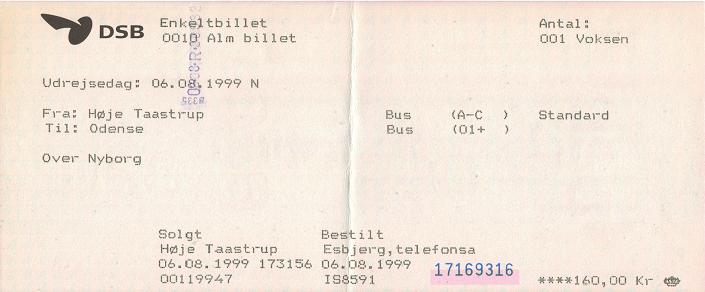 DSB
Enkeltbillet Antal:
0010 Alm billet 001 Voksen
Udrejsedag: 06.08.1999 N
Fra: Høje Taastrup Bus (A-C ) Standard
Til: Odense Bus (01+ )
Over Nyborg
Solgt Bestilt
Høje Taastrup Esbjerg,telefonsa
06.08.1999 173156 06.08.1999 17169316
00119947 IS8591 ****160,00 Kr